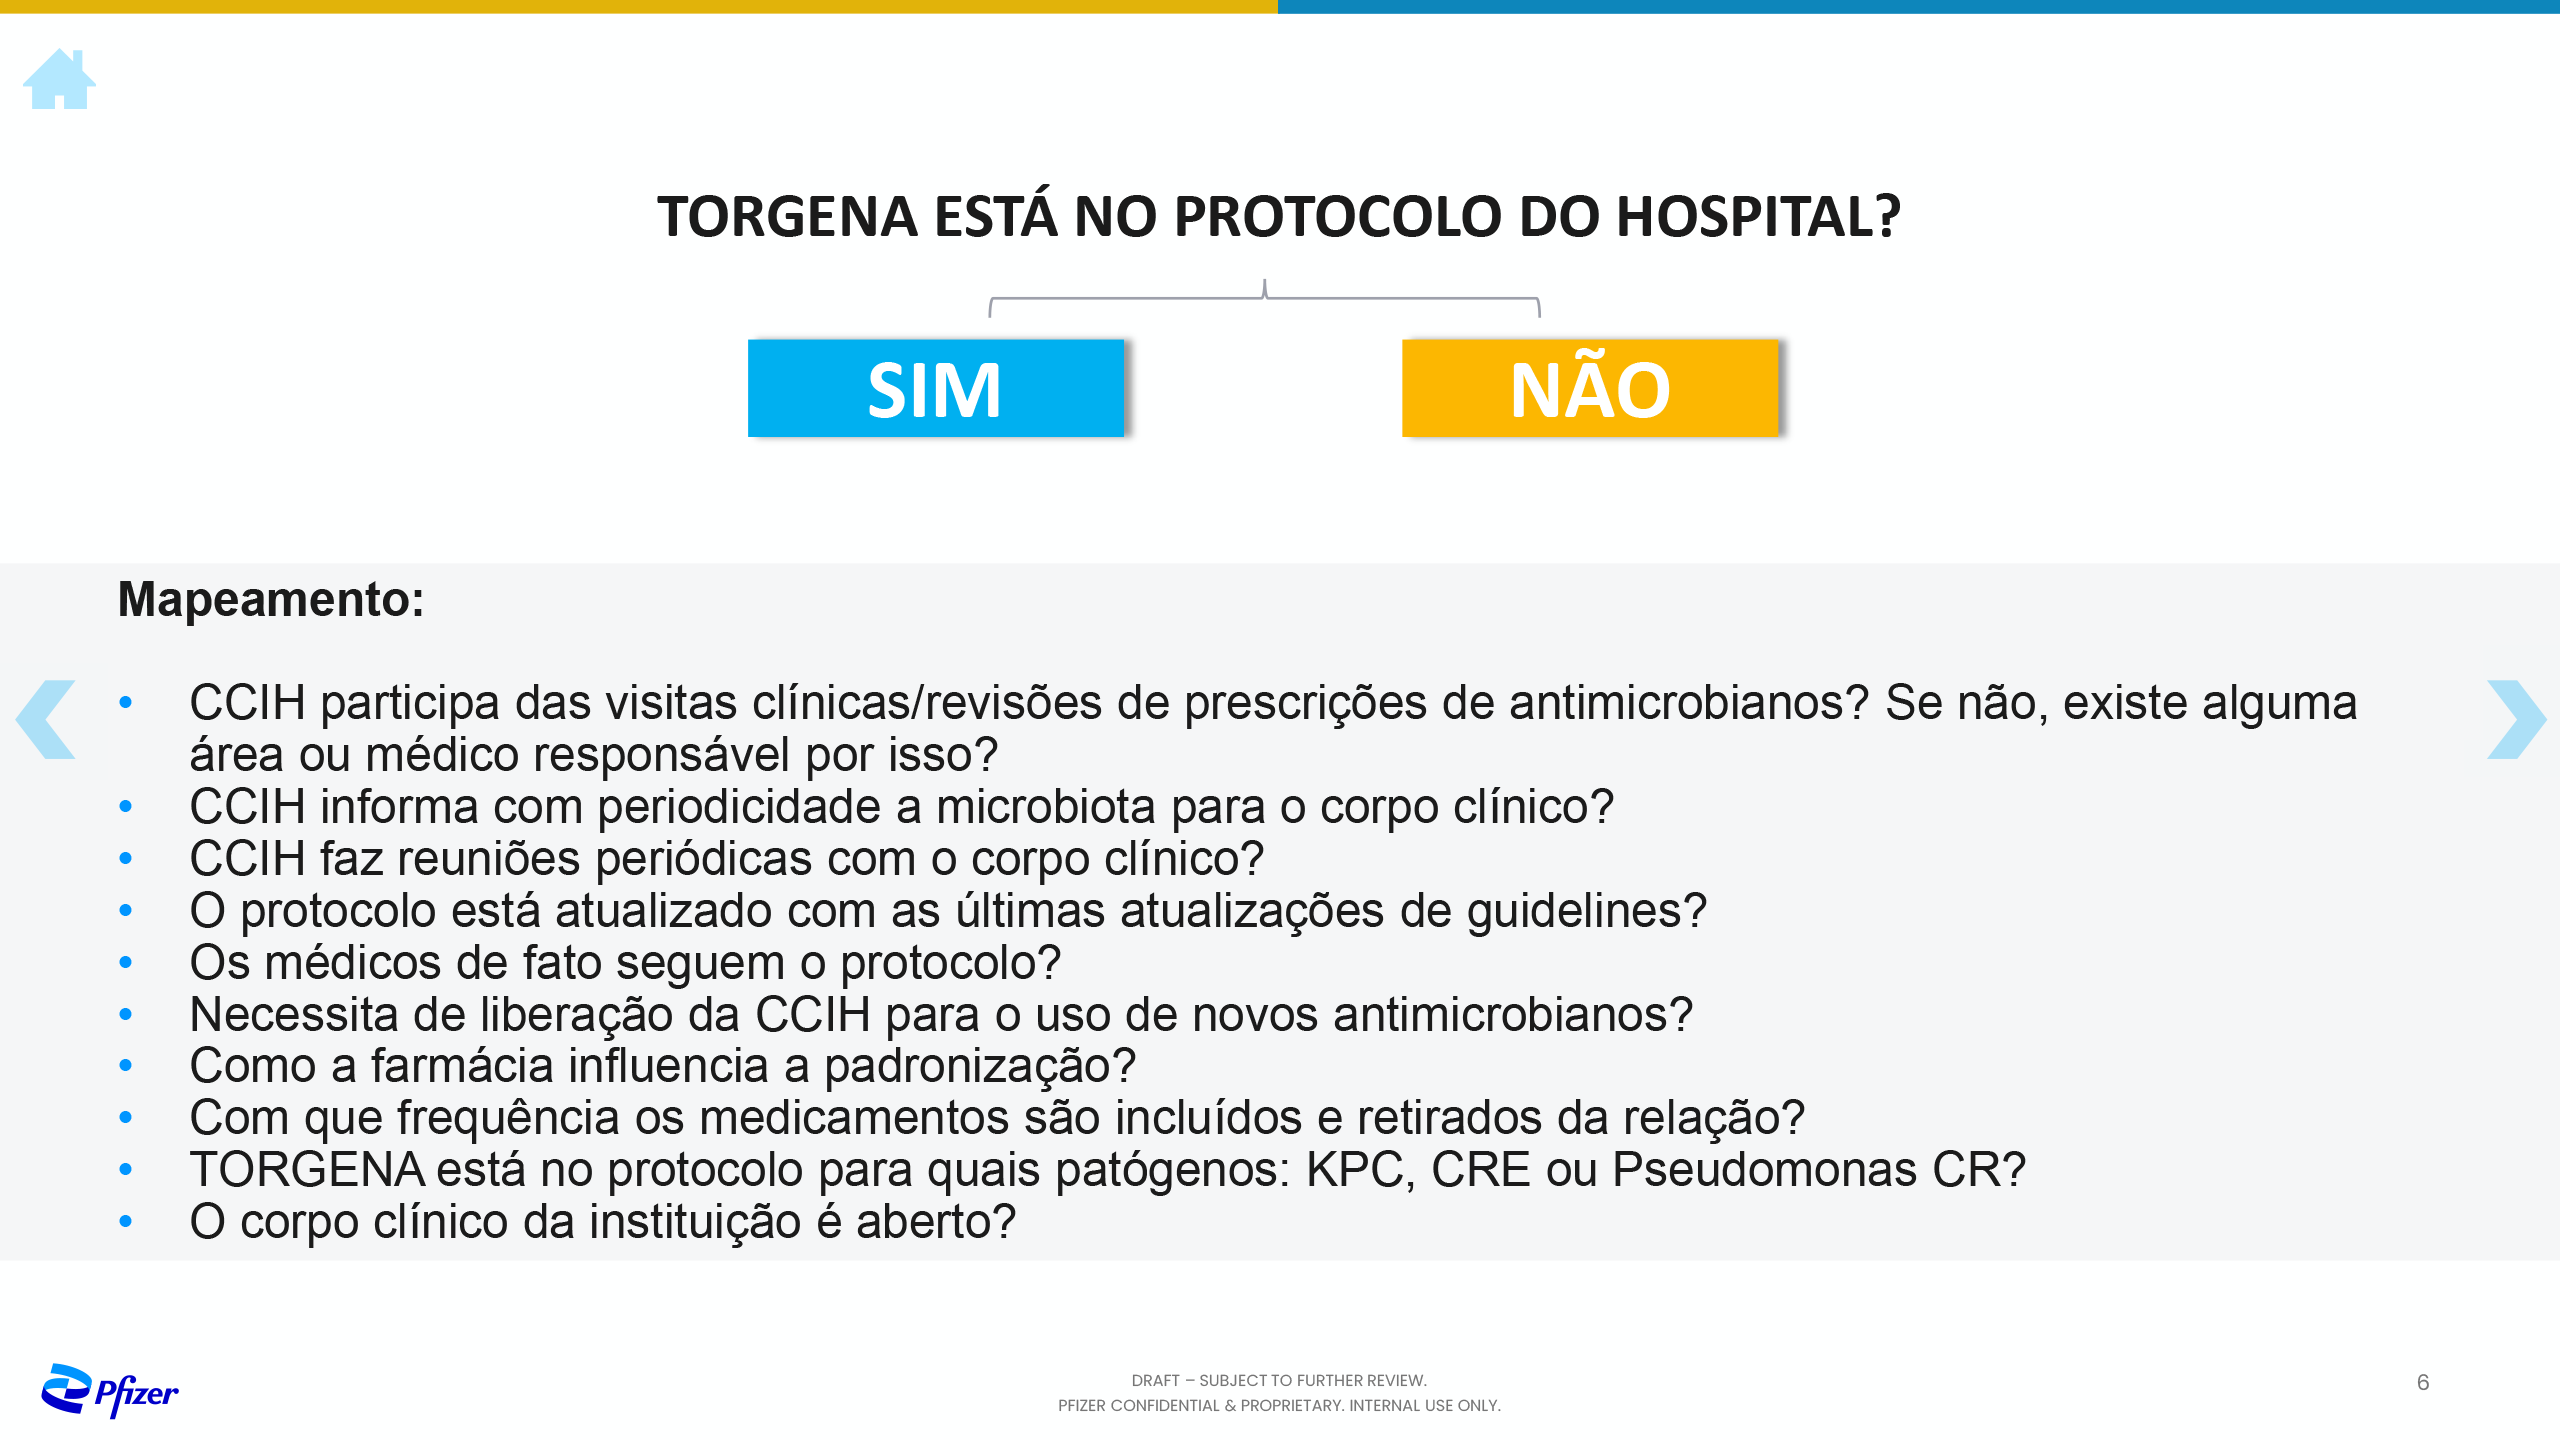 TORGENA ESTÁ NO PROTOCOLO DO HOSPITAL?
SIM
NÃO
Mapeamento:
• CCIH participa das visitas clínicas/revisões de prescrições de antimicrobianos? Se não, existe alguma
área ou médico responsável por isso?
• CCIH informa com periodicidade a microbiota para o corpo clínico?
• CCIH faz reuniões periódicas com o corpo clínico?
• O protocolo está atualizado com as últimas atualizações de guidelines?
• Os médicos de fato seguem o protocolo?
• Necessita de liberação da CCIH para o uso de novos antimicrobianos?
• Como a farmácia influencia a padronização?
• Com que frequência os medicamentos são incluídos e retirados da relação?
• TORGENA está no protocolo para quais patógenos: KPC, CRE ou Pseudomonas CR?
• O corpo clínico da instituição é aberto?
Pfizer
DRAFT – SUBJECT TO FURTHER REVIEW.
PFIZER CONFIDENTIAL & PROPRIETARY. INTERNAL USE ONLY.
6